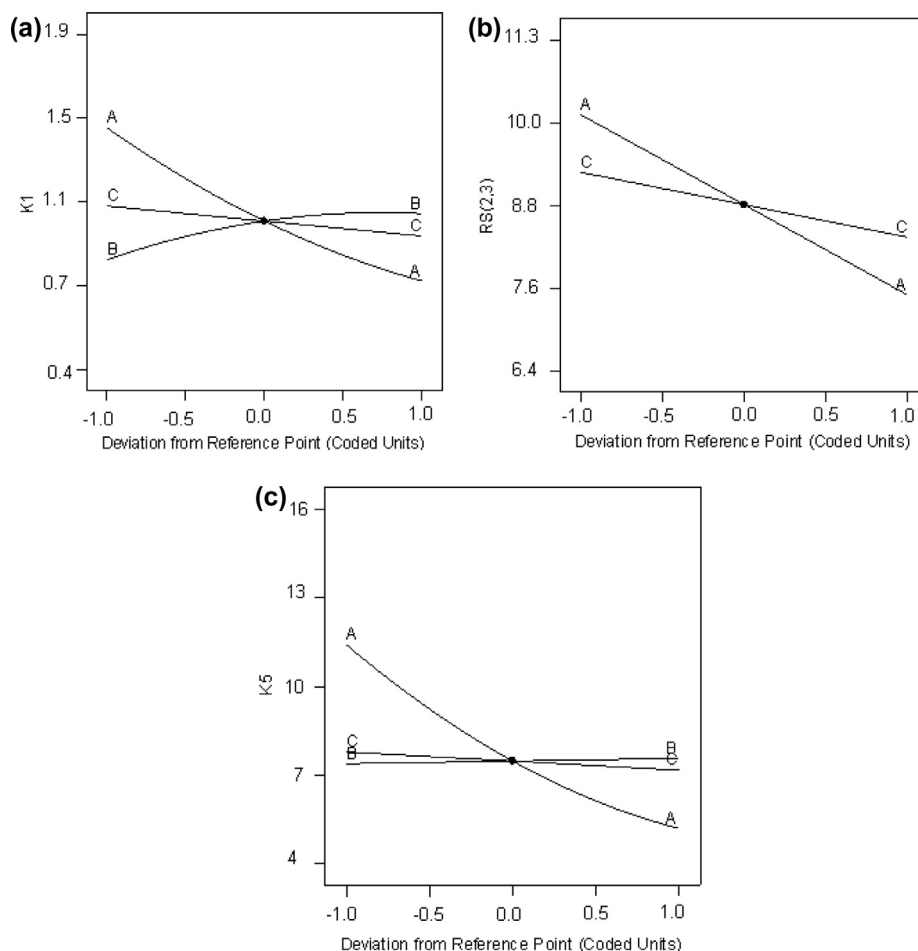 (a)
1.9
1.5
1.1
0.7
0.4
K1
A
C
B
B
C
A
-1.0 -0.5 0.0 0.5 1.0
Deviation from Reference Point (Coded Units)
(b)
11.3
10.0
8.8
7.6
6.4
RS(2,3)
A
C
C
A
-1.0 -0.5 0.0 0.5 1.0
Deviation from Reference Point (Coded Units)
(c)
16
13
10
7
4
K5
A
C
B
B
C
A
-1.0 -0.5 0.0 0.5 1.0
Deviation from Reference Point (Coded Units)